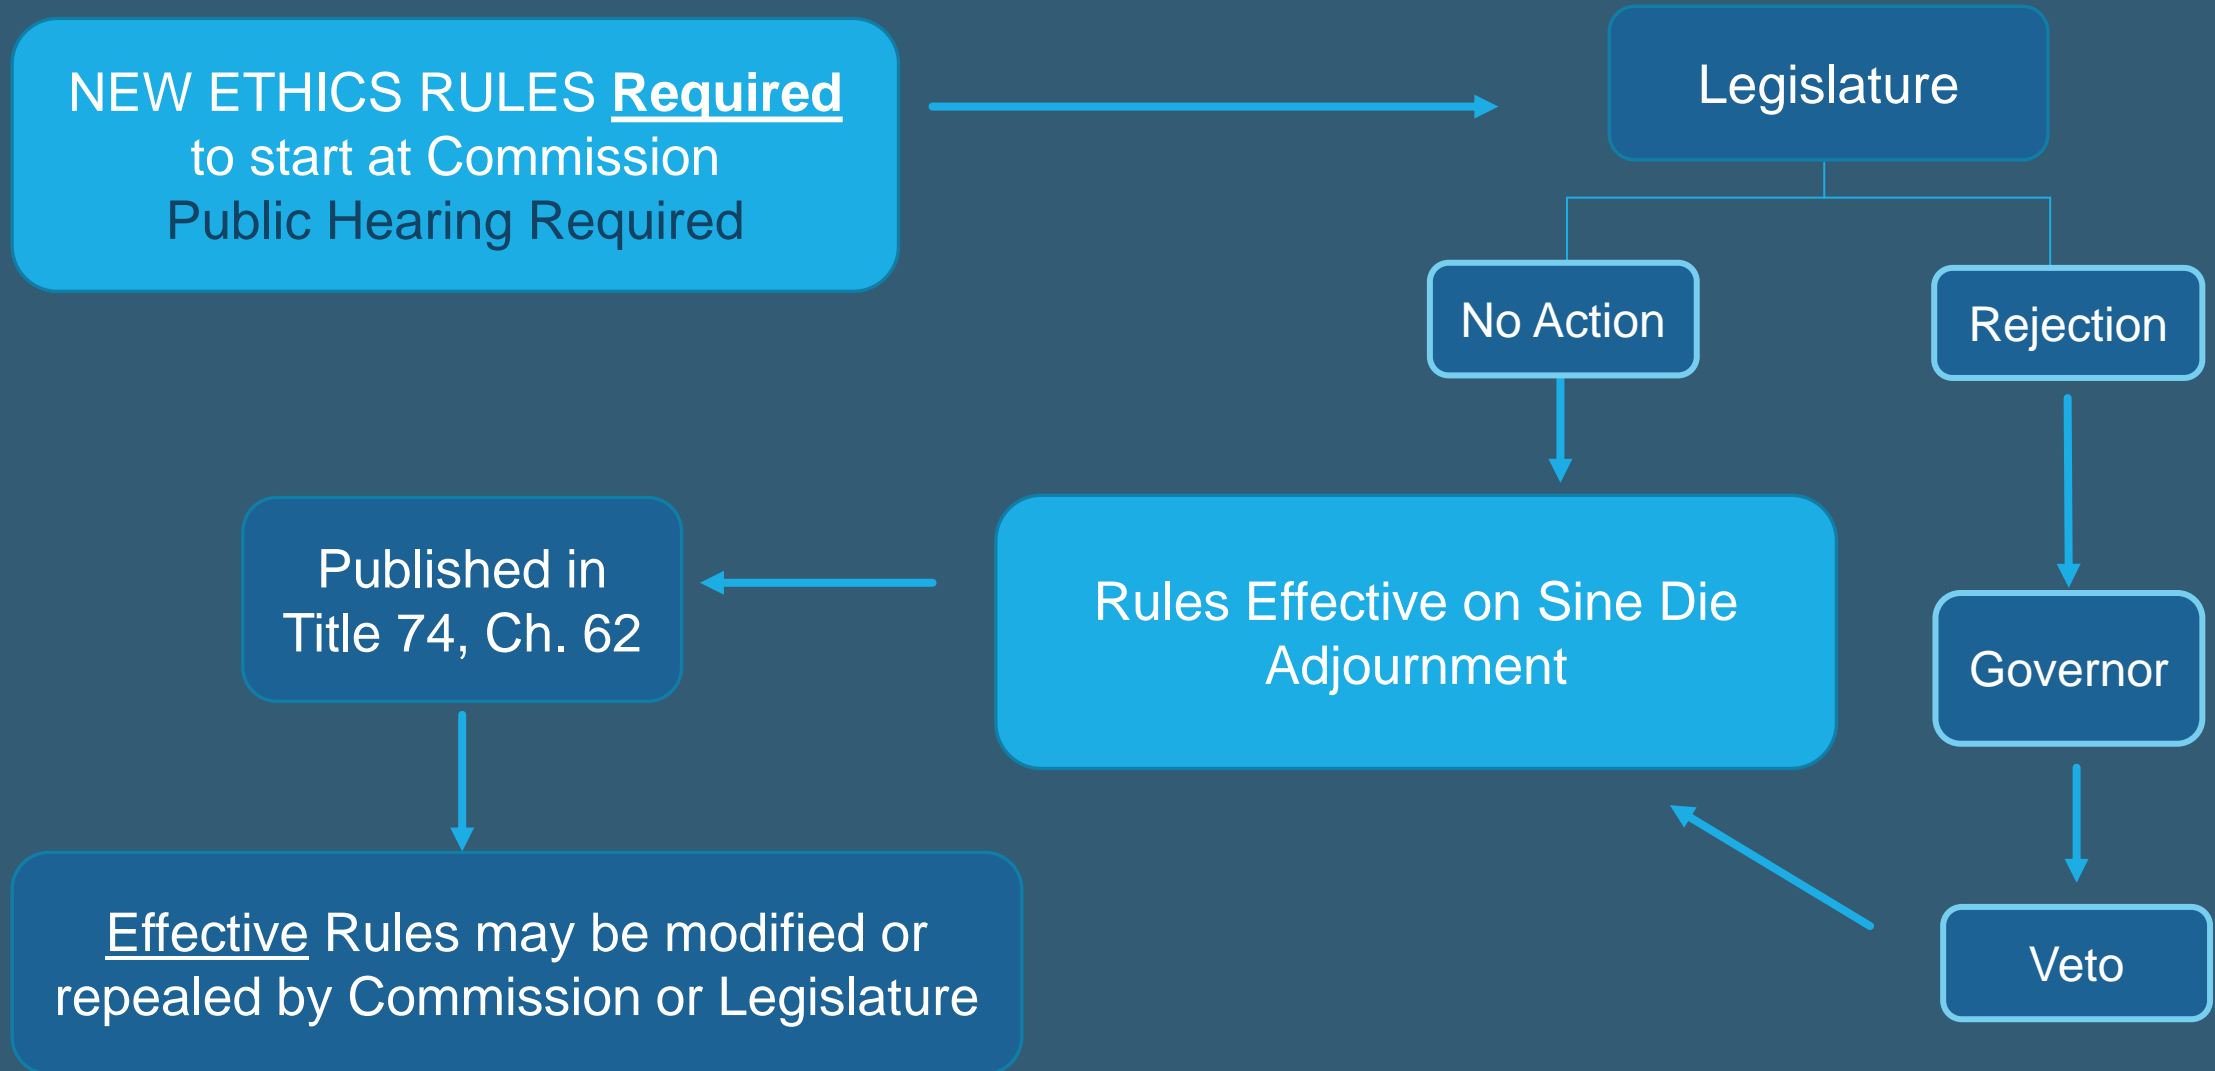 NEW ETHICS RULES Required
to start at Commission
Public Hearing Required
Legislature
No Action
Rejection
Published in
Title 74, Ch. 62
Rules Effective on Sine Die
Adjournment
Governor
Effective Rules may be modified or
repealed by Commission or Legislature
Veto